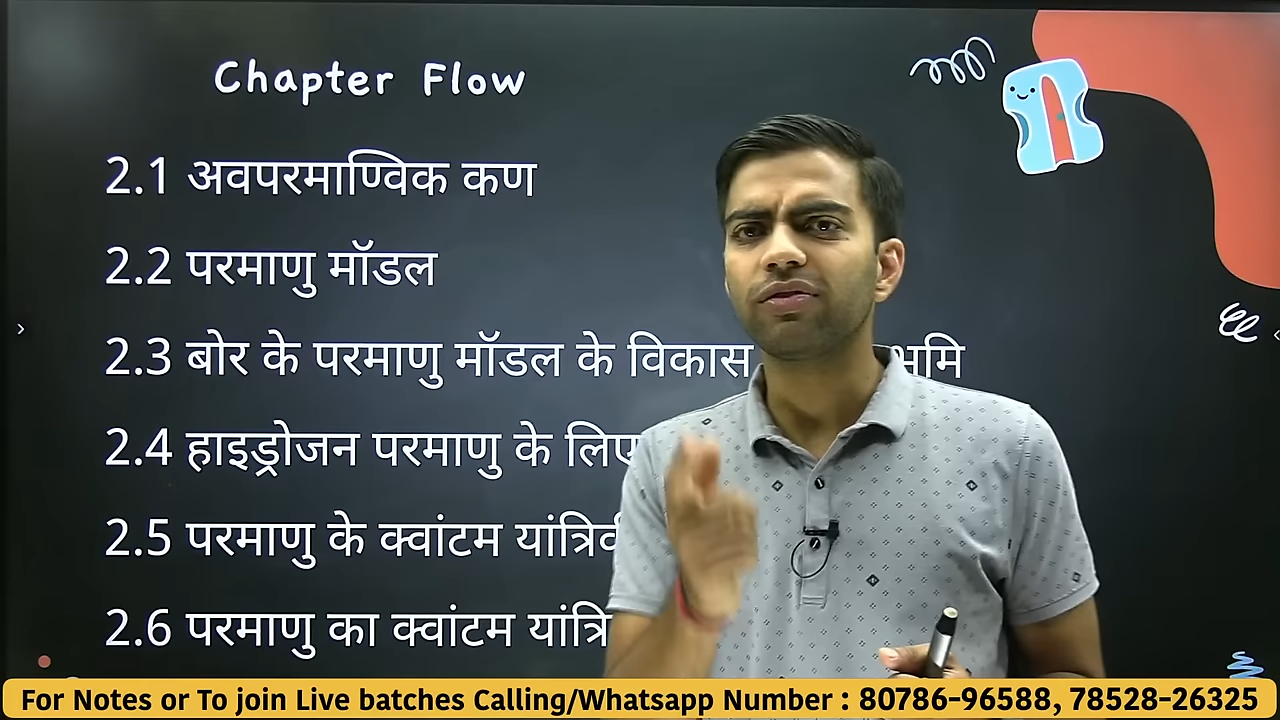 Chapter Flow
2.1 अवपरमाण्विक कण
2.2 परमाणु मॉडल
2.3 बोर के परमाणु मॉडल के विकास
2.4 हाइड्रोजन परमाणु के लिए
2.5 परमाणु के क्वांटम
2.6 परमाणु का क्वांटम
For Notes or To join Live batches Calling/Whatsapp Number : 80786-96588, 78528-26325